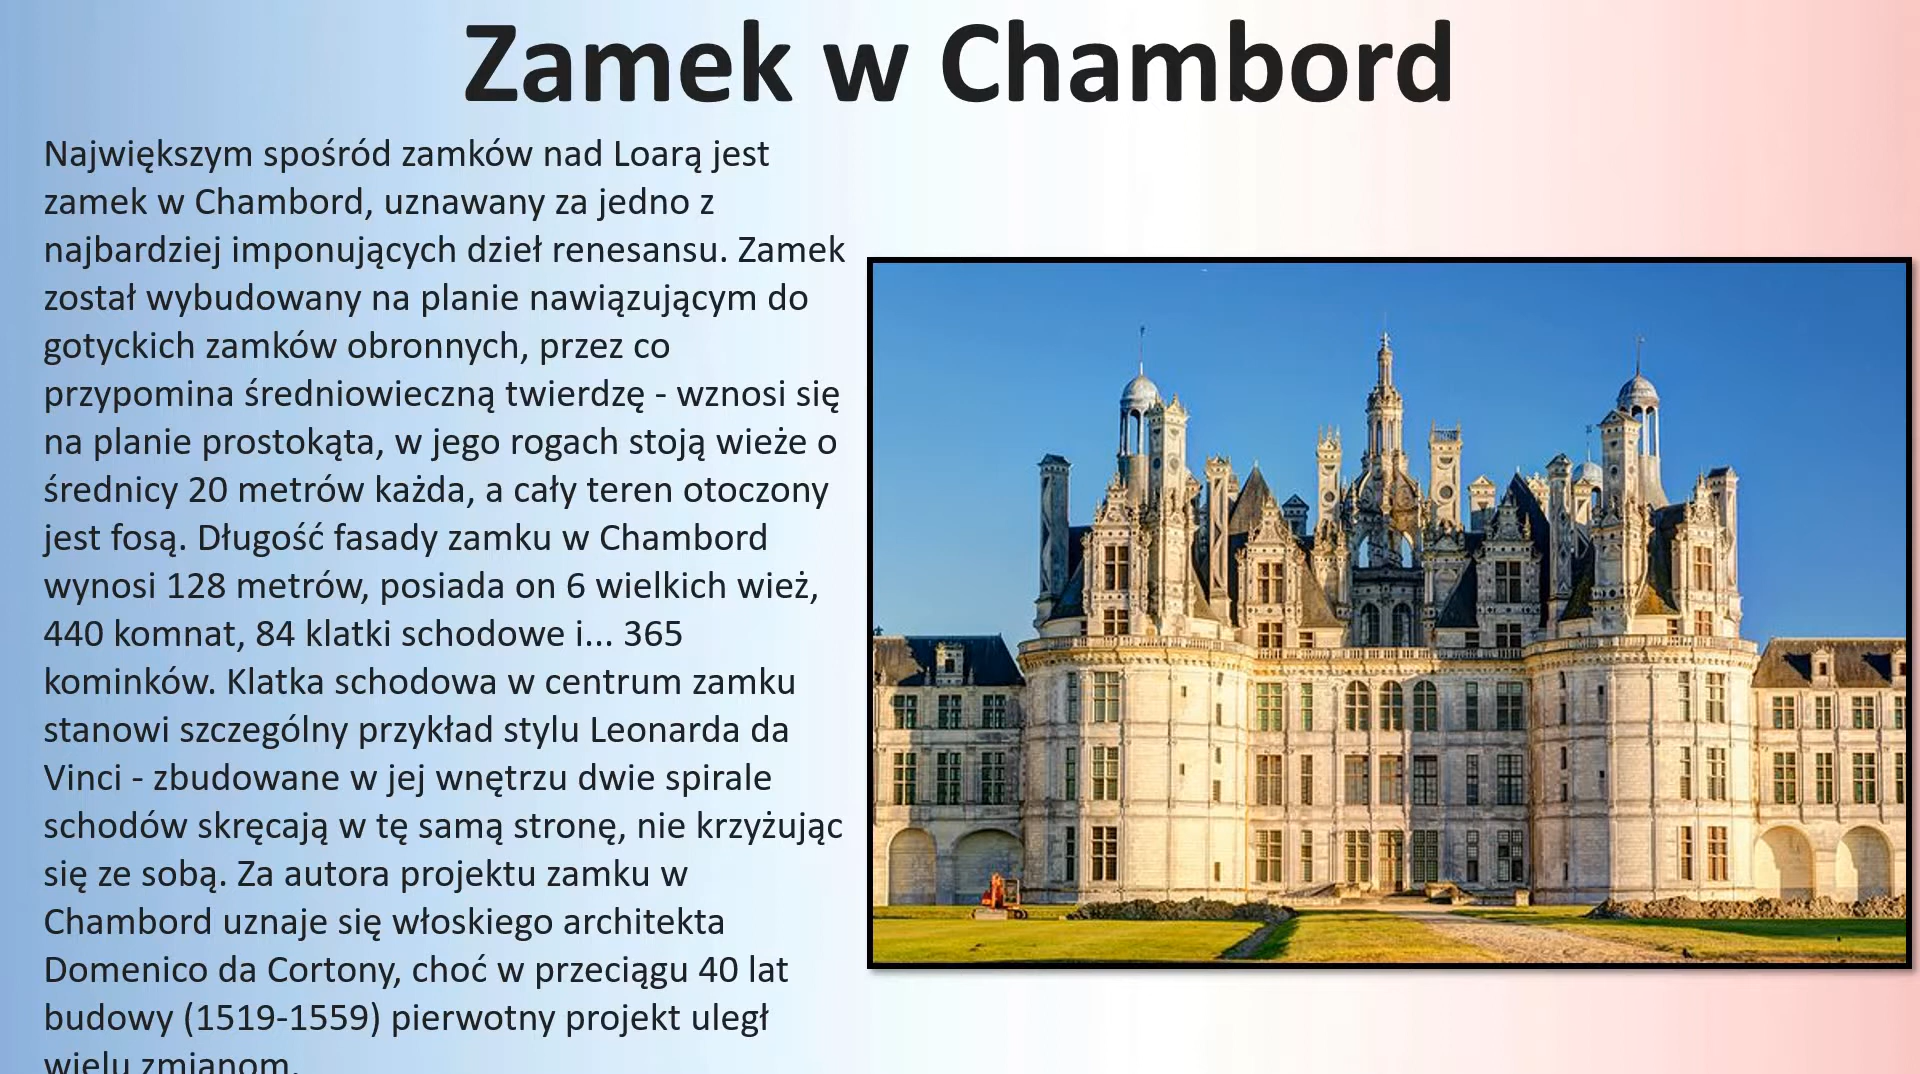 Zamek w Chambord
Największym spośród zamków nad Loarą jest
zamek w Chambord, uznawany za jedno z
najbardziej imponujących dzieł renesansu. Zamek
został wybudowany na planie nawiązującym do
gotyckich zamków obronnych, przez co
przypomina średniowieczną twierdzę - wznosi się
na planie prostokąta, w jego rogach stoją wieże o
średnicy 20 metrów każda, a cały teren otoczony
jest fosą. Długość fasady zamku w Chambord
wynosi 128 metrów, posiada on 6 wielkich wież,
440 komnat, 84 klatki schodowe i... 365
kominków. Klatka schodowa w centrum zamku
stanowi szczególny przykład stylu Leonarda da
Vinci - zbudowane w jej wnętrzu dwie spirale
schodów skręcają w tę samą stronę, nie krzyżując
się ze sobą. Za autora projektu zamku w
Chambord uznaje się włoskiego architekta
Domenico da Cortony, choć w przeciągu 40 lat
budowy (1519-1559) pierwotny projekt uległ
wielu zmianom.